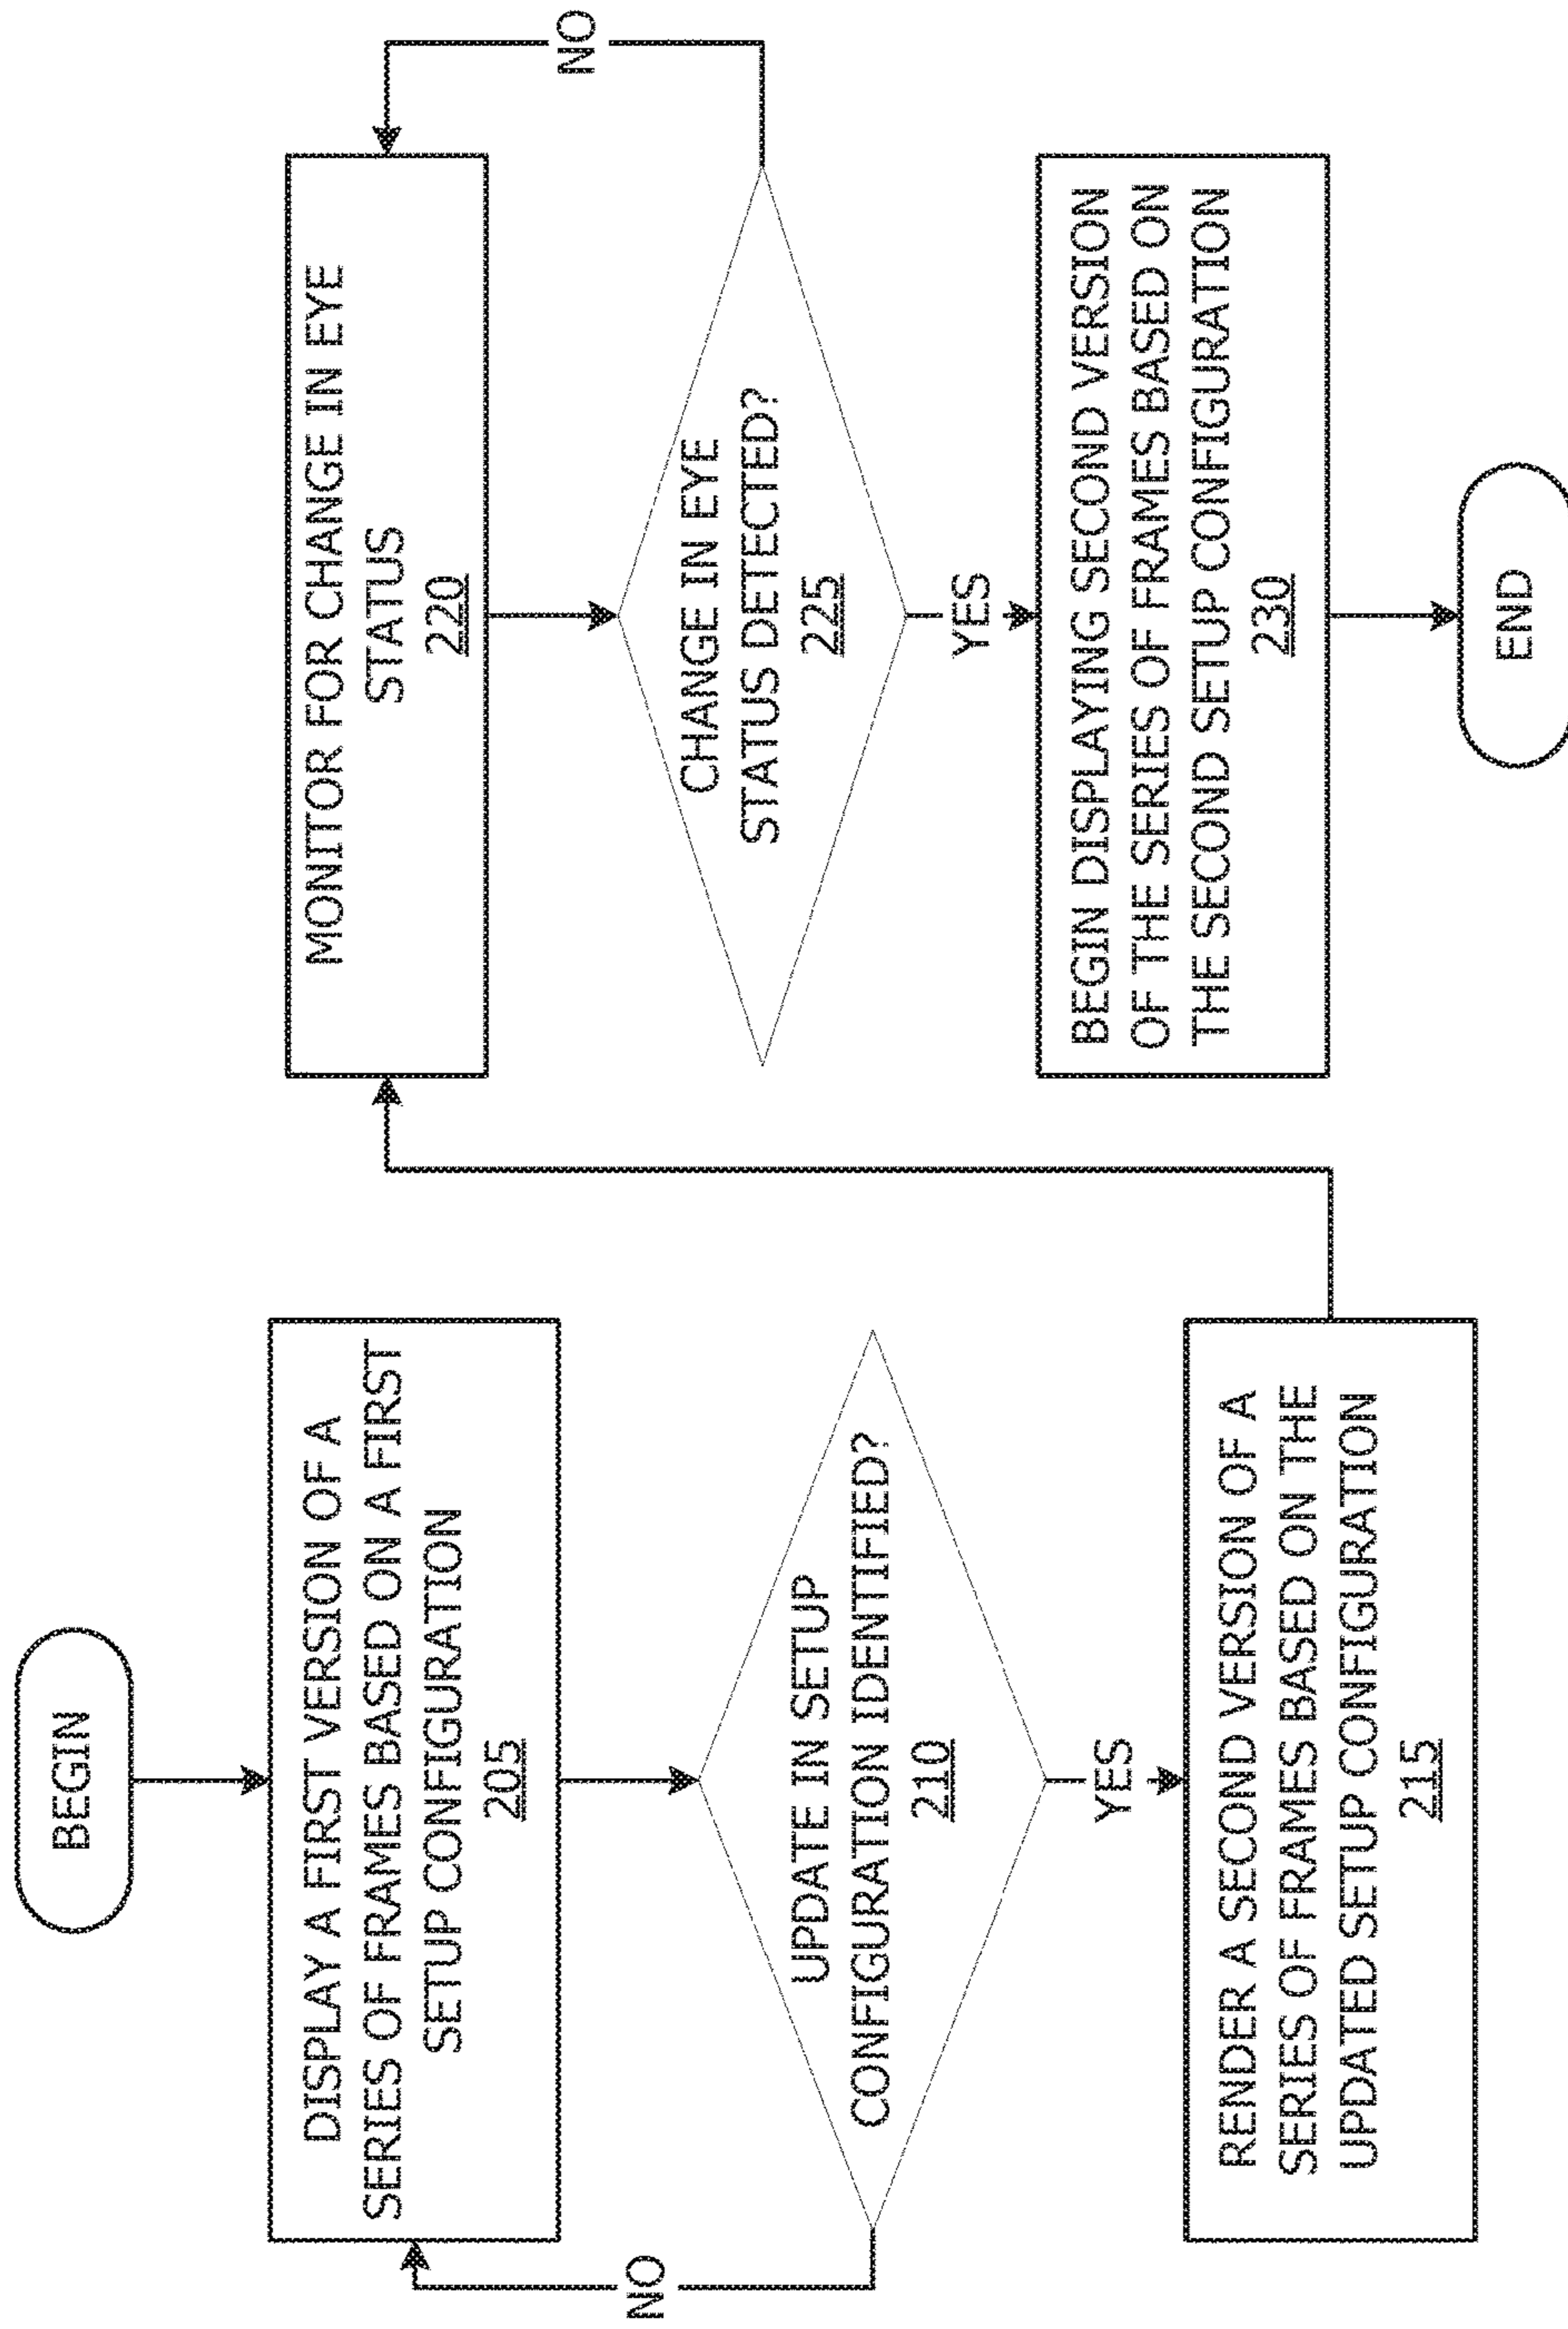 BEGIN
DISPLAY A FIRST VERSION OF A
SERIES OF FRAMES BASED ON A FIRST
SETUP CONFIGURATION
205
UPDATE IN SETUP
CONFIGURATION IDENTIFIED?
210
NO
YES
RENDER A SECOND VERSION OF A
SERIES OF FRAMES BASED ON THE
UPDATED SETUP CONFIGURATION
215
MONITOR FOR CHANGE IN EYE
STATUS
220
CHANGE IN EYE
STATUS DETECTED?
225
NO
YES
BEGIN DISPLAYING SECOND VERSION
OF THE SERIES OF FRAMES BASED ON
THE SECOND SETUP CONFIGURATION
230
END